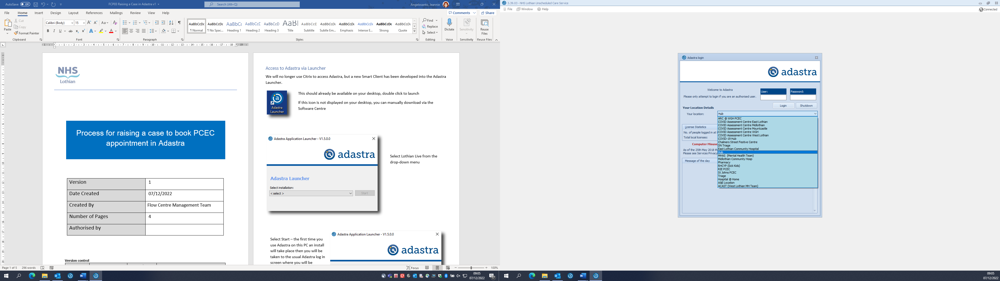 AutoSave Off
FCP03 Raising a Case in Adastra v1
Search (Alt+Q)
Angelosanto, Jeannie
File Home Insert Design Layout References Mailings Review View Help
Comments Share
Paste
Cut
Copy
Format Painter
Clipboard
Calibri (Body) 15
Font
Paragraph
AaBbCcDc AaBbCcDc AaBbCc AaBbCcD AaBbCcD AaBl AaBbCcD AaBbCcDc AaBbCcDc AaBbCcDc AaBbCcDc AaBbCcDc
¶ Normal ¶ No Spac... Heading 1 Heading 2 Heading 3 Title Subtitle Subtle Em... Emphasis Intense E... Strong Quote
Styles
Find
Replace
Select
Editing
Dictate
Voice
Sensitivity
Sensitivity
Reuse Files
Reuse Files
NHS
Lothian
Process for raising a case to book PCEC
appointment in Adastra
Version 1
Date Created 07/12/2022
Created By Flow Centre Management Team
Number of Pages 4
Authorised by
Version control
Access to Adastra via Launcher
We will no longer use Citrix to access Adastra, but a new Smart Client has been developed into the Adastra
Launcher.
Adastra
Launcher
This should already be available on your desktop, double click to launch
If this icon is not displayed on your desktop, you can manually download via the
Software Centre
Adastra Application Launcher - V1.5.0.0
adastra
Adastra Launcher
Select installation:
< select > Start
Select Lothian Live from the
drop-down menu
Select Start – the first time you
use Adastra on this PC an install
will take place then you will be
taken to the usual Adastra log in
screen where you will be
Adastra Application Launcher - V1.5.0.0
adastra
Page 1 of 5 296 words
Focus
100%
09:05
07/12/2022
17
3.39.03 - NHS Lothian Unscheduled Care Service
File Window Help
Connected
Adastra login
adastra
Welcome to Adastra
Please only attempt to login if you are an authorised user.
User: Password:
Login Shutdown
Your Location Details
Your location: Hub
ARC @ WGH PCEC
COVID Assessment Centre East Lothian
COVID Assessment Centre Midlothian
COVID Assessment Centre Mountcastle
COVID Assessment Centre WGH
COVID Assessment Centre West Lothian
COVID-19 Hub
Chalmers Street Festive Centre
DN Triage
East Lothian Community Hospital
Hub
MHAS (Mental Health Team)
Midlothian Community Hosp
Pharmacy
RHCYP (Sick Kids)
RIE PCEC
St Johns PCEC
Triage
Hospital @ Home
A&E Location
ACAST (West Lothian MH Team)
License Statistics
No. of people logged in at
Total local licenses:
Computer Misuse
As of the 25th May 2018 th
Please see Services Privacy
Message of the day
09:05
07/12/2022